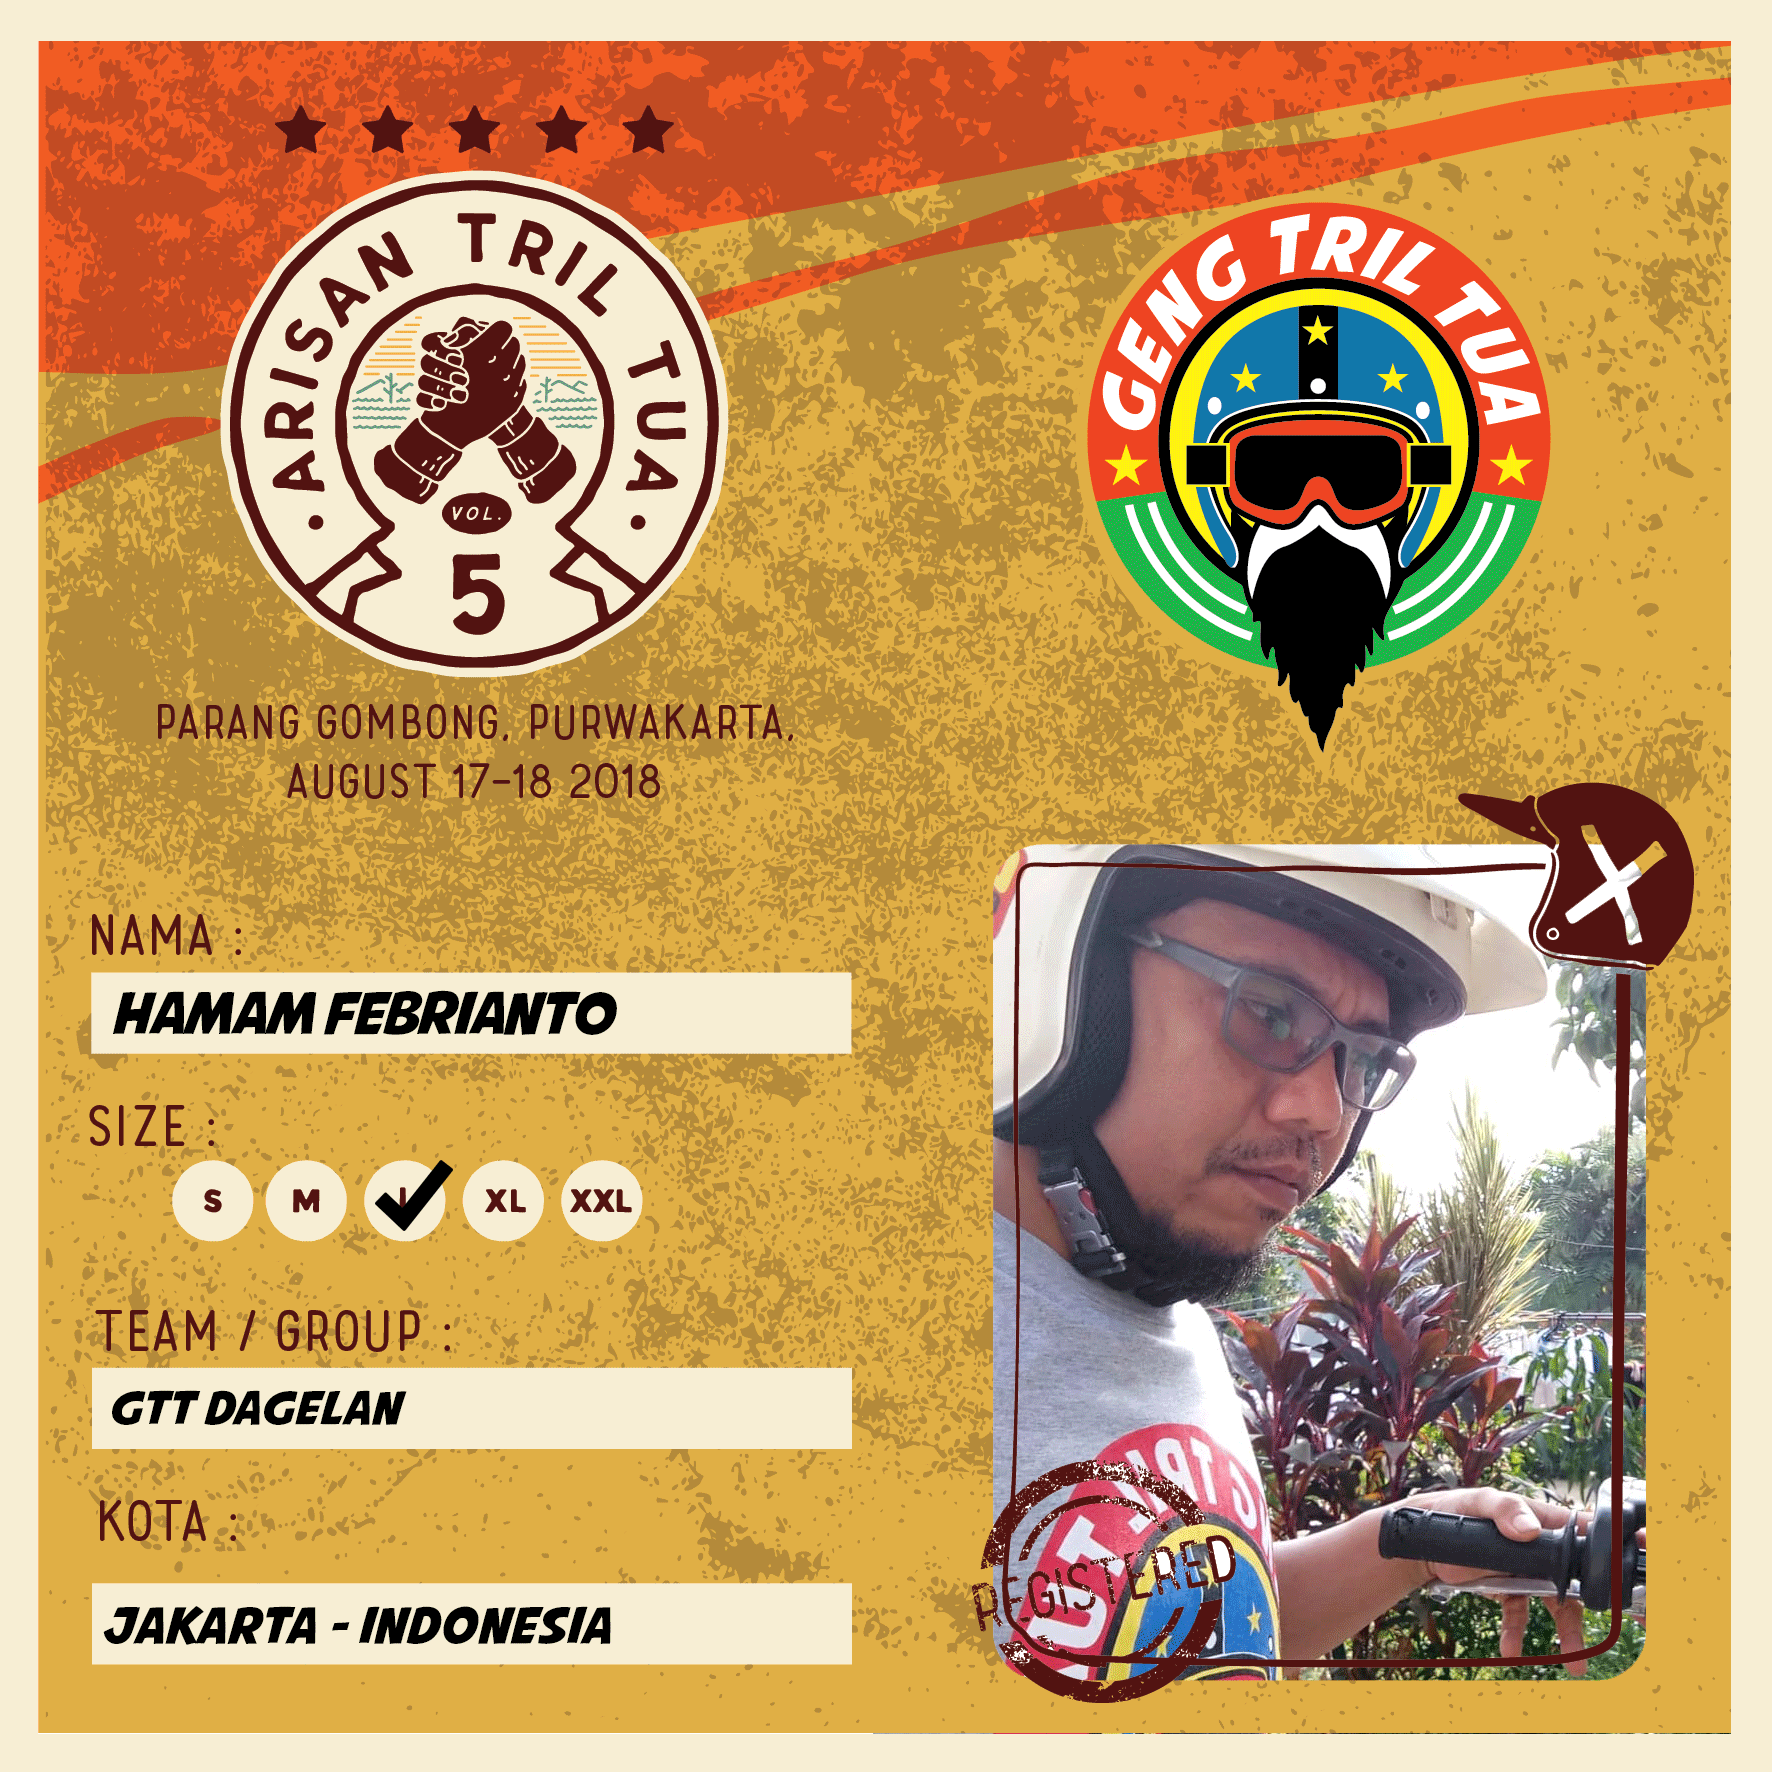 ARISAN TRIL TUA
VOL.
5
PARANG GOMBONG, PURWAKARTA,
AUGUST 17-18 2018
GENG TRIL TUA
NAMA :
HAMAM FEBRIANTO
SIZE :
S M XL XXL
TEAM / GROUP :
GTT DAGELAN
KOTA :
JAKARTA - INDONESIA
REGISTERED